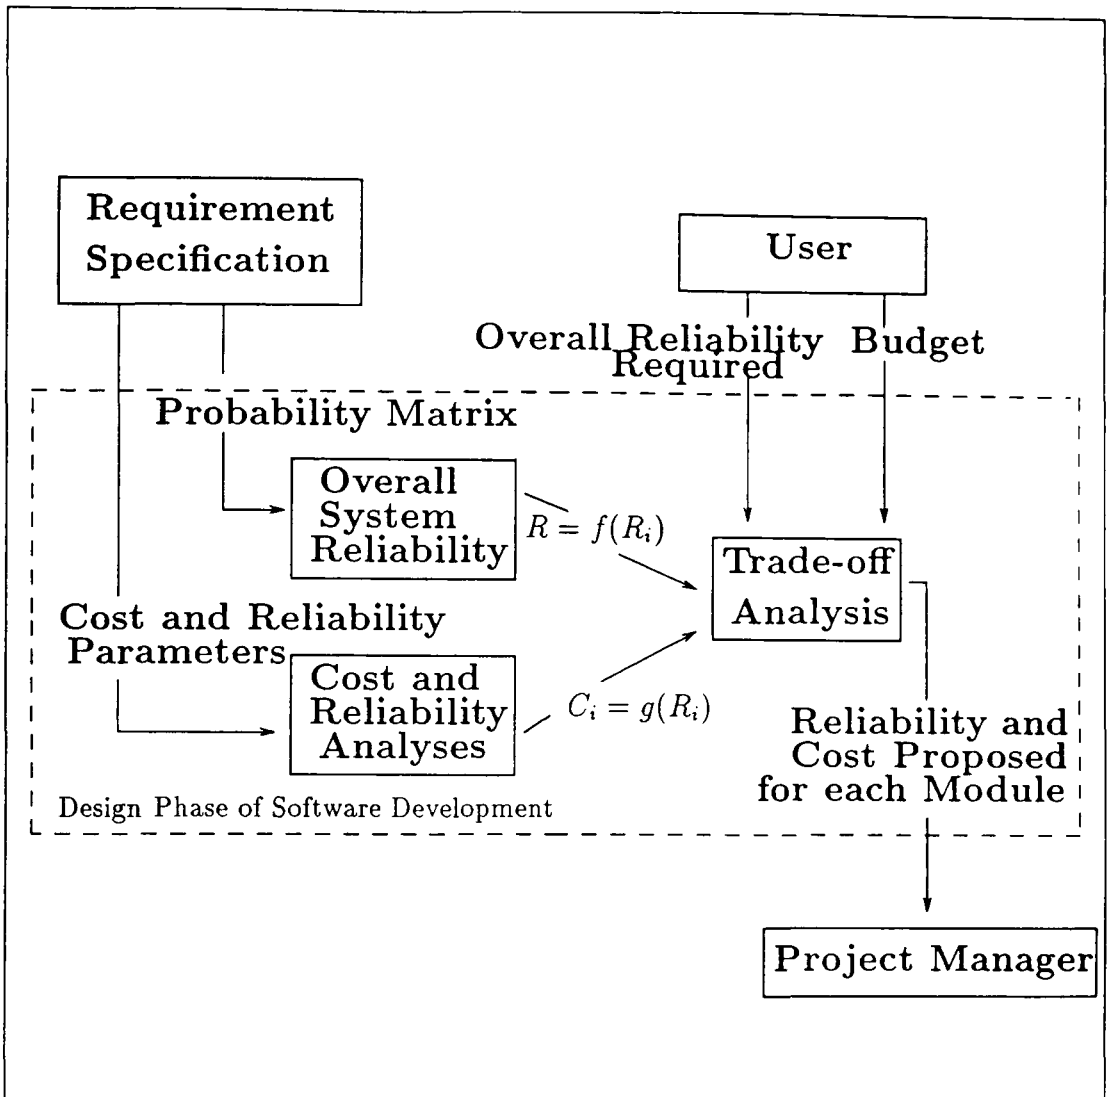 Requirement
Specification
User
Overall Reliability
Required
Budget
Probability Matrix
Overall
System
Reliability
R = f(R_i)
Trade-off
Analysis
Cost and Reliability
Parameters
Cost and
Reliability
Analyses
C_i = g(R_i)
Reliability and
Cost Proposed
for each Module
Design Phase of Software Development
Project Manager